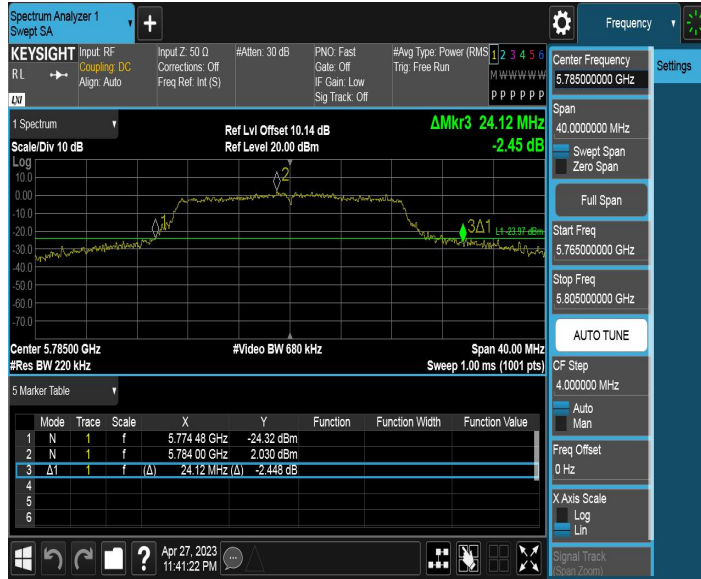 Spectrum Analyzer 1
Swept SA
+
Frequency
KEYSIGHT
RL
LXI
Input: RF
Coupling: DC
Align: Auto
Input Z: 50 Ω
Corrections: Off
Freq Ref: Int (S)
#Atten: 30 dB
PNO: Fast
Gate: Off
IF Gain: Low
Sig Track: Off
#Avg Type: Power (RMS
Trig: Free Run
1 2 3 4 5 6
M W W W W W
P P P P P P
1 Spectrum
Scale/Div 10 dB
Ref Lvl Offset 10.14 dB
Ref Level 20.00 dBm
ΔMkr3 24.12 MHz
-2.45 dB
Log
10.0
0.00
-10.0
-20.0
-30.0
-40.0
-50.0
-60.0
-70.0
1
2
3Δ1
L1 -23.97 dBm
Center 5.78500 GHz
#Res BW 220 kHz
#Video BW 680 kHz
Span 40.00 MHz
Sweep 1.00 ms (1001 pts)
5 Marker Table
Mode Trace Scale X Y Function Function Width Function Value
1 N 1 f 5.774 48 GHz -24.32 dBm
2 N 1 f 5.784 00 GHz 2.030 dBm
3 Δ1 1 f (Δ) 24.12 MHz (Δ) -2.448 dB
4
5
6
?
Apr 27, 2023
11:41:22 PM
Center Frequency
5.785000000 GHz
Settings
Span
40.0000000 MHz
Swept Span
Zero Span
Full Span
Start Freq
5.765000000 GHz
Stop Freq
5.805000000 GHz
AUTO TUNE
CF Step
4.000000 MHz
Auto
Man
Freq Offset
0 Hz
X Axis Scale
Log
Lin
Signal Track
(Span Zoom)